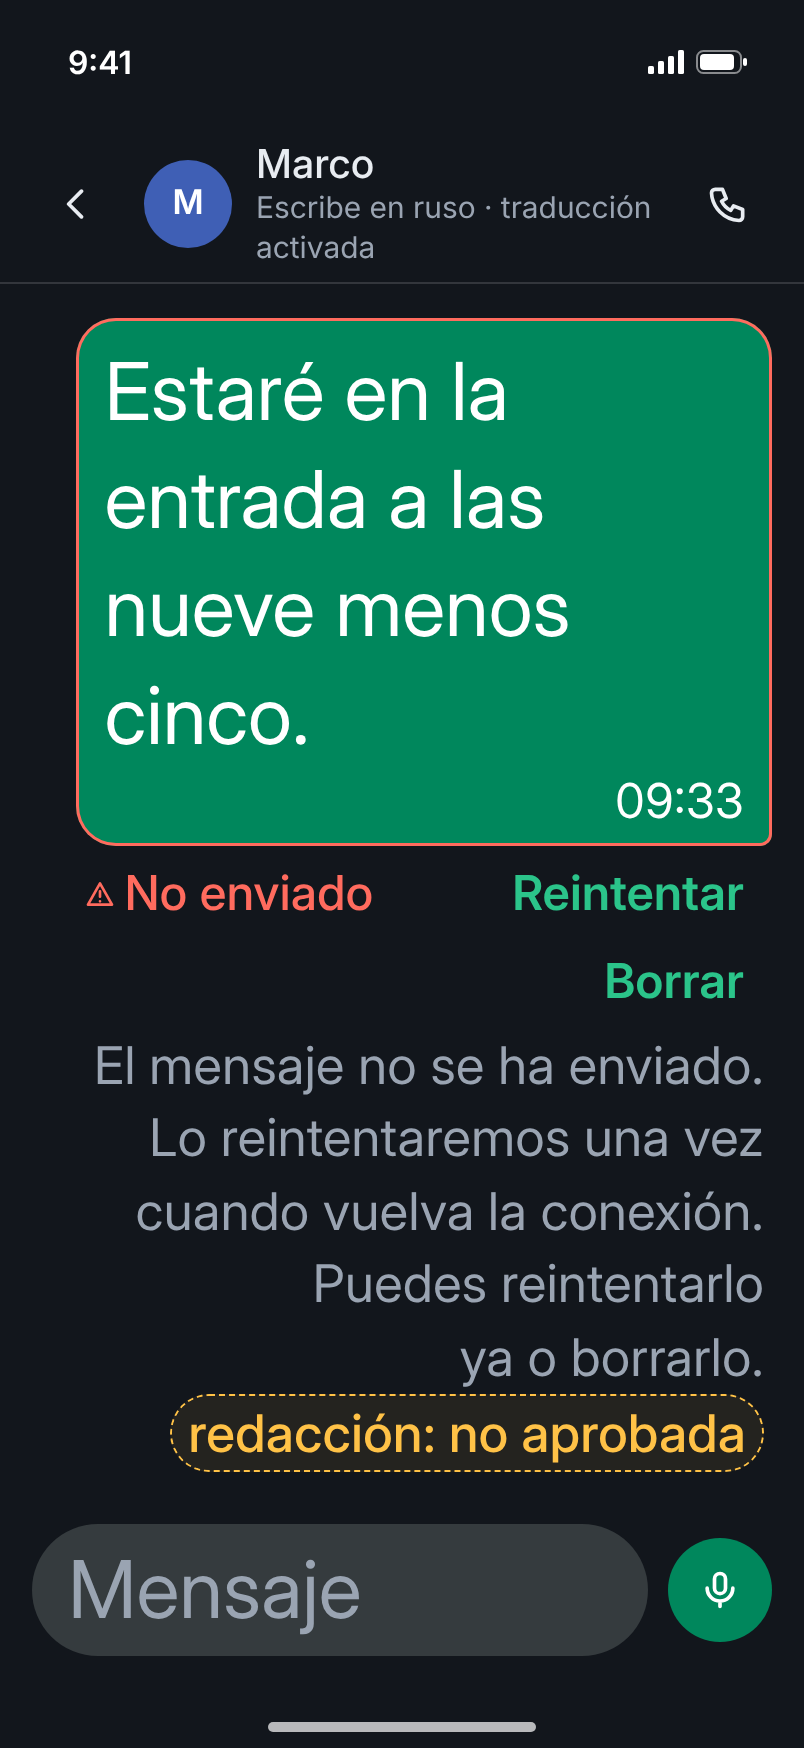 9:41
M
Marco
Escribe en ruso · traducción
activada
Estaré en la
entrada a las
nueve menos
cinco.
09:33
No enviado
Reintentar
Borrar
El mensaje no se ha enviado.
Lo reintentaremos una vez
cuando vuelva la conexión.
Puedes reintentarlo
ya o borrarlo.
redacción: no aprobada
Mensaje